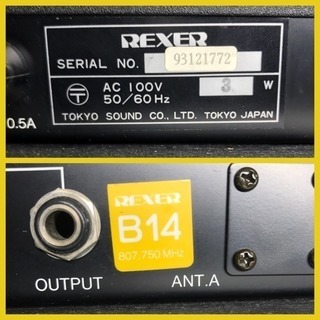 REXER
SERIAL NO. 93121772
T AC 100V 3 W
50/60Hz
0.5A
TOKYO SOUND CO., LTD. TOKYO JAPAN
REXER
B14
807.750 MHz
OUTPUT ANT.A